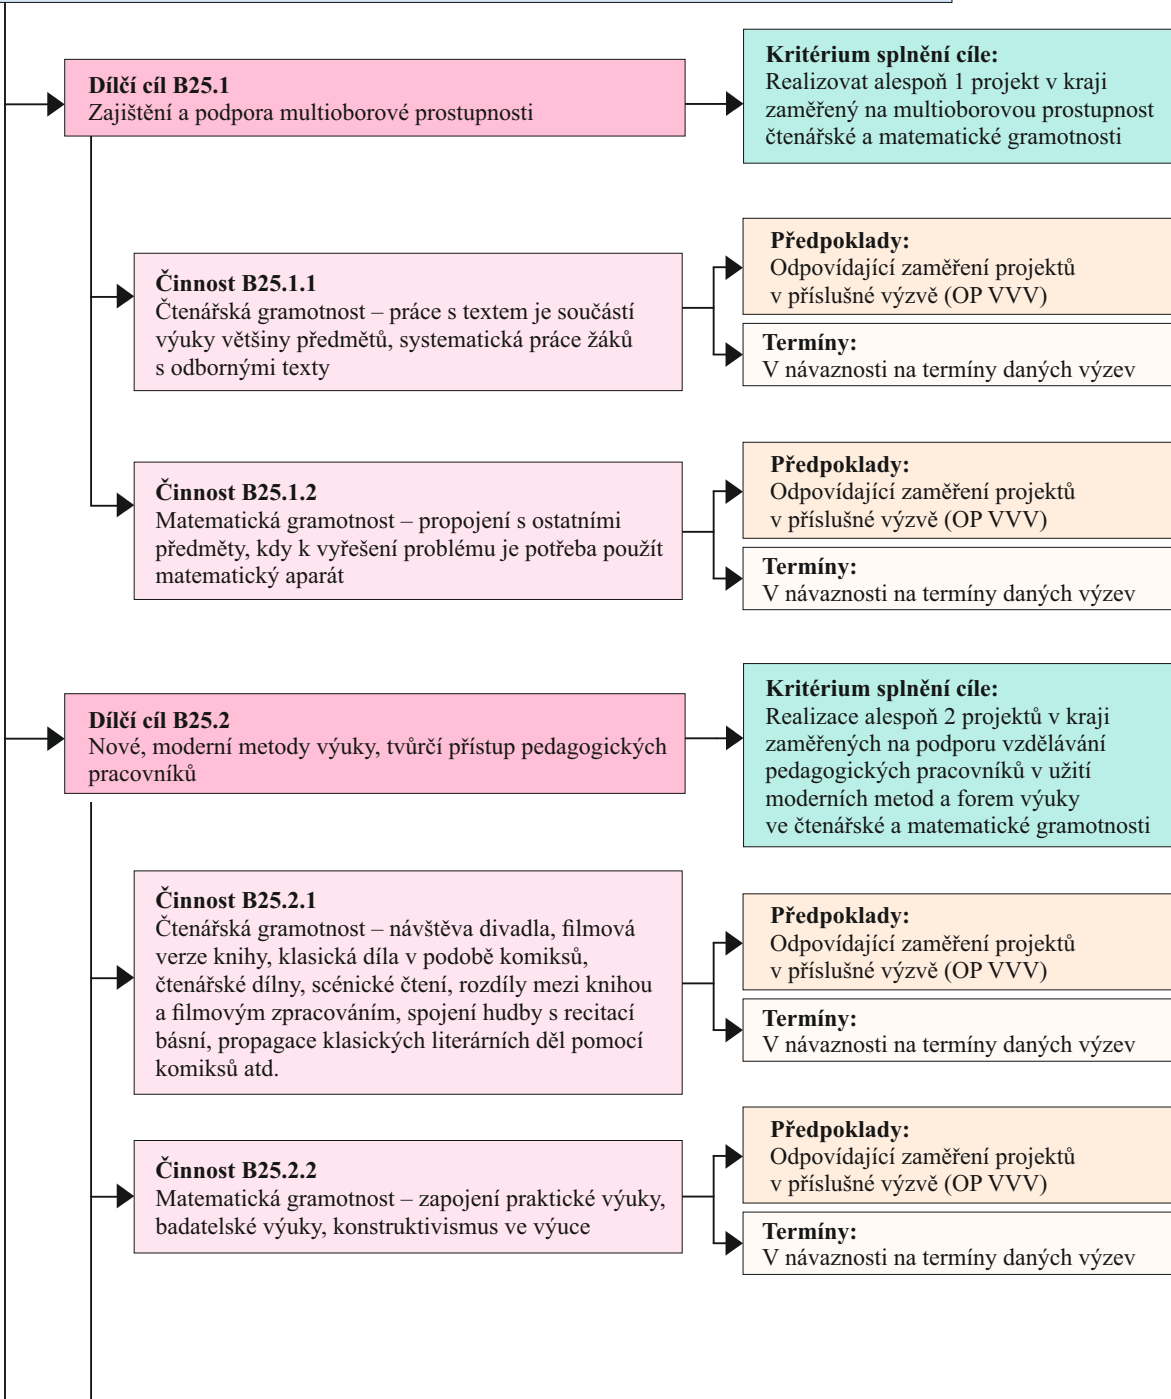 Dílčí cíl B25.1
Zajištění a podpora multioborové prostupnosti
Kritérium splnění cíle:
Realizovat alespoň 1 projekt v kraji
zaměřený na multioborovou prostupnost
čtenářské a matematické gramotnosti
Činnost B25.1.1
Čtenářská gramotnost – práce s textem je součástí
výuky většiny předmětů, systematická práce žáků
s odbornými texty
Předpoklady:
Odpovídající zaměření projektů
v příslušné výzvě (OP VVV)
Termíny:
V návaznosti na termíny daných výzev
Činnost B25.1.2
Matematická gramotnost – propojení s ostatními
předměty, kdy k vyřešení problému je potřeba použít
matematický aparát
Předpoklady:
Odpovídající zaměření projektů
v příslušné výzvě (OP VVV)
Termíny:
V návaznosti na termíny daných výzev
Dílčí cíl B25.2
Nové, moderní metody výuky, tvůrčí přístup pedagogických
pracovníků
Kritérium splnění cíle:
Realizace alespoň 2 projektů v kraji
zaměřených na podporu vzdělávání
pedagogických pracovníků v užití
moderních metod a forem výuky
ve čtenářské a matematické gramotnosti
Činnost B25.2.1
Čtenářská gramotnost – návštěva divadla, filmová
verze knihy, klasická díla v podobě komiksů,
čtenářské dílny, scénické čtení, rozdíly mezi knihou
a filmovým zpracováním, spojení hudby s recitací
básní, propagace klasických literárních děl pomocí
komiksů atd.
Předpoklady:
Odpovídající zaměření projektů
v příslušné výzvě (OP VVV)
Termíny:
V návaznosti na termíny daných výzev
Činnost B25.2.2
Matematická gramotnost – zapojení praktické výuky,
badatelské výuky, konstruktivismus ve výuce
Předpoklady:
Odpovídající zaměření projektů
v příslušné výzvě (OP VVV)
Termíny:
V návaznosti na termíny daných výzev